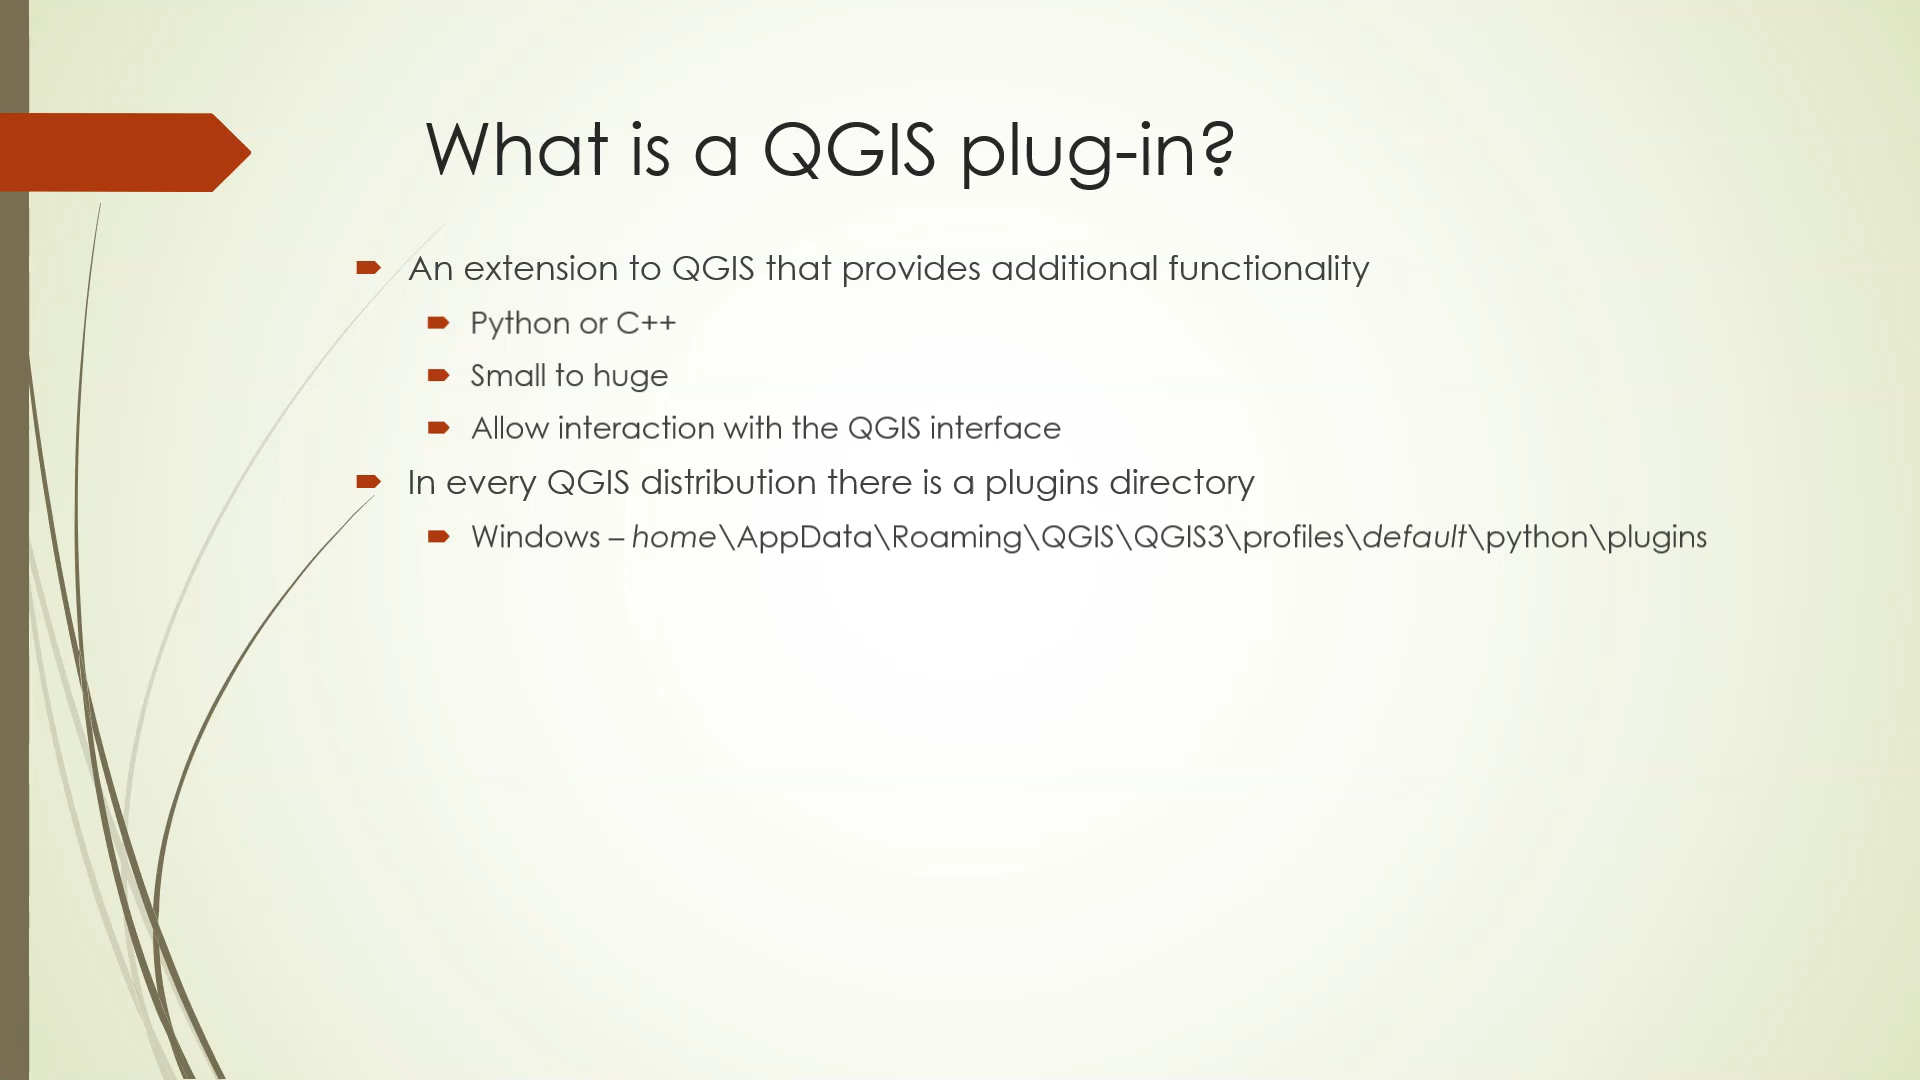 What is a QGIS plug-in?
An extension to QGIS that provides additional functionality
Python or C++
Small to huge
Allow interaction with the QGIS interface
In every QGIS distribution there is a plugins directory
Windows – home\AppData\Roaming\QGIS\QGIS3\profiles\default\python\plugins